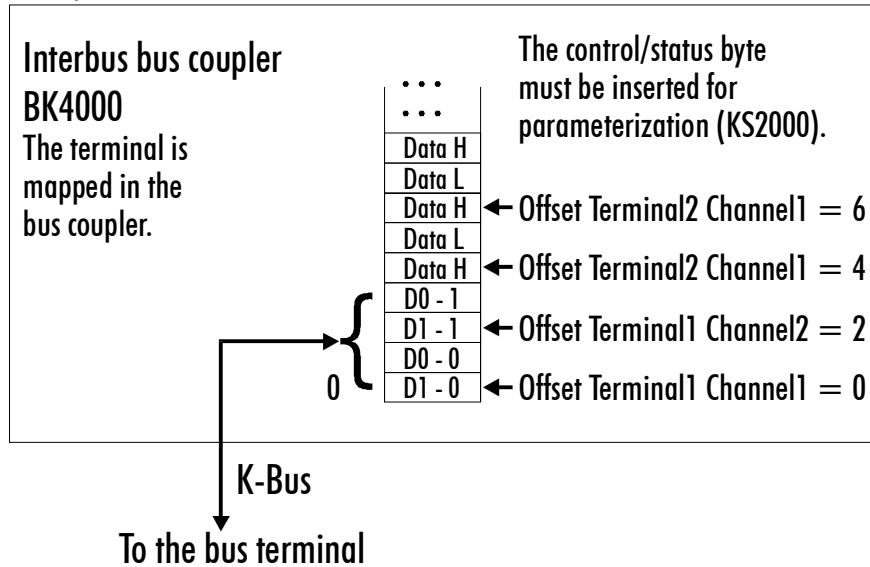 Interbus bus coupler
BK4000
The terminal is
mapped in the
bus coupler.
The control/status byte
must be inserted for
parameterization (KS2000).
• • •
• • •
Data H
Data L
Data H
Offset Terminal2 Channel1 = 6
Data L
Data H
Offset Terminal2 Channel1 = 4
D0 - 1
D1 - 1
Offset Terminal1 Channel2 = 2
D0 - 0
0
D1 - 0
Offset Terminal1 Channel1 = 0
K-Bus
To the bus terminal